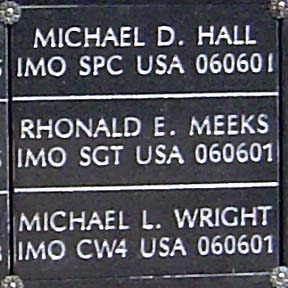 MICHAEL D. HALL
IMO SPC USA 060601
RHONALD E. MEEKS
IMO SGT USA 060601
MICHAEL L. WRIGHT
IMO CW4 USA 060601